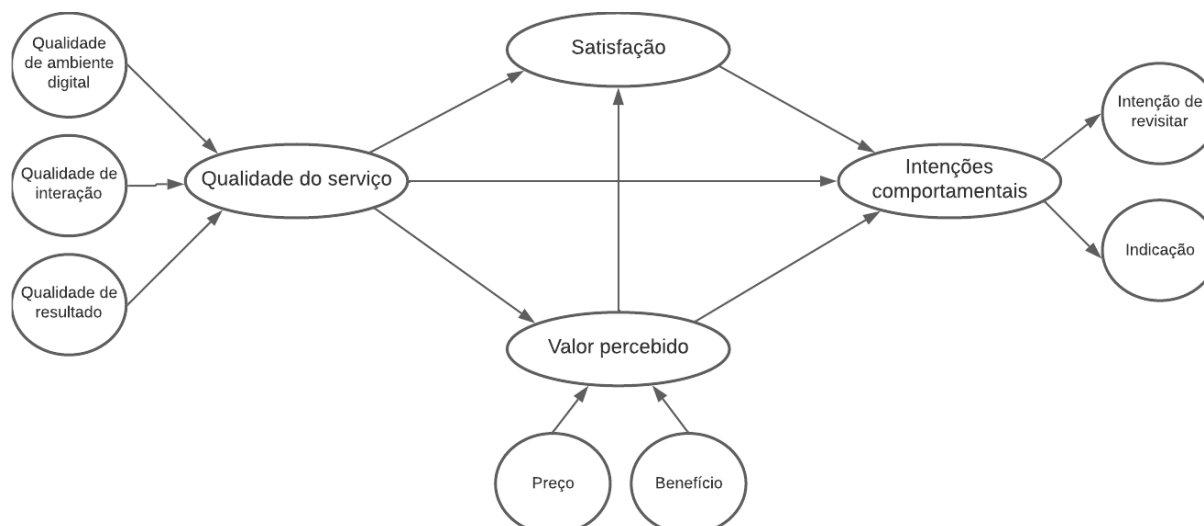 Qualidade
de ambiente
digital
Qualidade de
interação
Qualidade de
resultado
Qualidade do serviço
Satisfação
Valor percebido
Preço
Benefício
Intenções
comportamentais
Intenção de
revisitar
Indicação